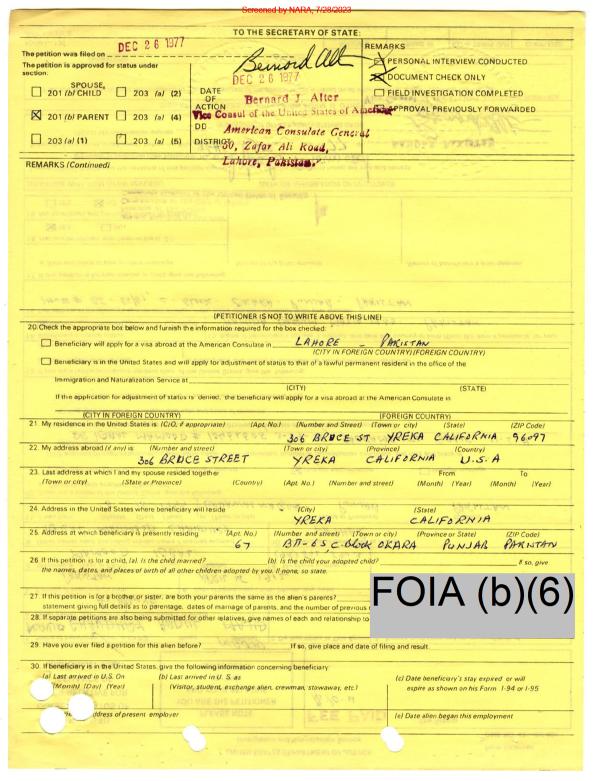 Screened by NARA, 7/28/2023
TO THE SECRETARY OF STATE:
The petition was filed on DEC 26 1977
The petition is approved for status under section:
SPOUSE,
201 (b) CHILD 203 (a) (2)
201 (b) PARENT 203 (a) (4)
203 (a) (1) 203 (a) (5)
Bernard Alter
DEC 26 1977
DATE OF ACTION
Bernard J. Alter
Vice Consul of the United States of America
DD
American Consulate General
DISTRICT
30, Zafar Ali Road,
Lahore, Pakistan.
REMARKS
PERSONAL INTERVIEW CONDUCTED
DOCUMENT CHECK ONLY
FIELD INVESTIGATION COMPLETED
APPROVAL PREVIOUSLY FORWARDED
REMARKS (Continued)
(PETITIONER IS NOT TO WRITE ABOVE THIS LINE)
20. Check the appropriate box below and furnish the information required for the box checked:
Beneficiary will apply for a visa abroad at the American Consulate in LAHORE - PAKISTAN
(CITY IN FOREIGN COUNTRY) (FOREIGN COUNTRY)
Beneficiary is in the United States and will apply for adjustment of status to that of a lawful permanent resident in the office of the
Immigration and Naturalization Service at
(CITY) (STATE)
If the application for adjustment of status is denied, the beneficiary will apply for a visa abroad at the American Consulate in
(CITY IN FOREIGN COUNTRY) (FOREIGN COUNTRY)
21. My residence in the United States is: (C/O, if appropriate) (Apt. No.) (Number and Street) (Town or city) (State) (ZIP Code)
306 BRUCE ST YREKA CALIFORNIA 96097
22. My address abroad (if any) is: (Number and Street) (Town or city) (Province) (Country)
306 BRUCE STREET YREKA CALIFORNIA U.S.A
23. Last address at which I and my spouse resided together From To
(Town or city) (State or Province) (Country) (Apt. No.) (Number and Street) (Month) (Year) (Month) (Year)
24. Address in the United States where beneficiary will reside (City) (State)
YREKA CALIFORNIA
25. Address at which beneficiary is presently residing (Apt. No.) (Number and street) (Town or city) (Province or State) (ZIP Code)
67 BII-65 C-Block OKARA PUNJAB PAKISTAN
26. If this petition is for a child, (a). Is the child married? (b). Is the child your adopted child? If so, give
the names, dates, and places of birth of all other children adopted by you. If none, so state.
27. If this petition is for a brother or sister, are both your parents the same as the alien's parents?
statement giving full details as to parentage, dates of marriage of parents, and the number of previous
28. If separate petitions are also being submitted for other relatives, give names of each and relationship to
FOIA (b)(6)
29. Have you ever filed a petition for this alien before? If so, give place and date of filing and result.
30. If beneficiary is in the United States, give the following information concerning beneficiary:
(a) Last arrived in U.S. On (b) Last arrived in U.S. as (c) Date beneficiary's stay expired or will
(Month) (Day) (Year) (Visitor, student, exchange alien, crewman, stowaway, etc.) expire as shown on his Form I-94 or I-95
address of present employer (e) Date alien began this employment